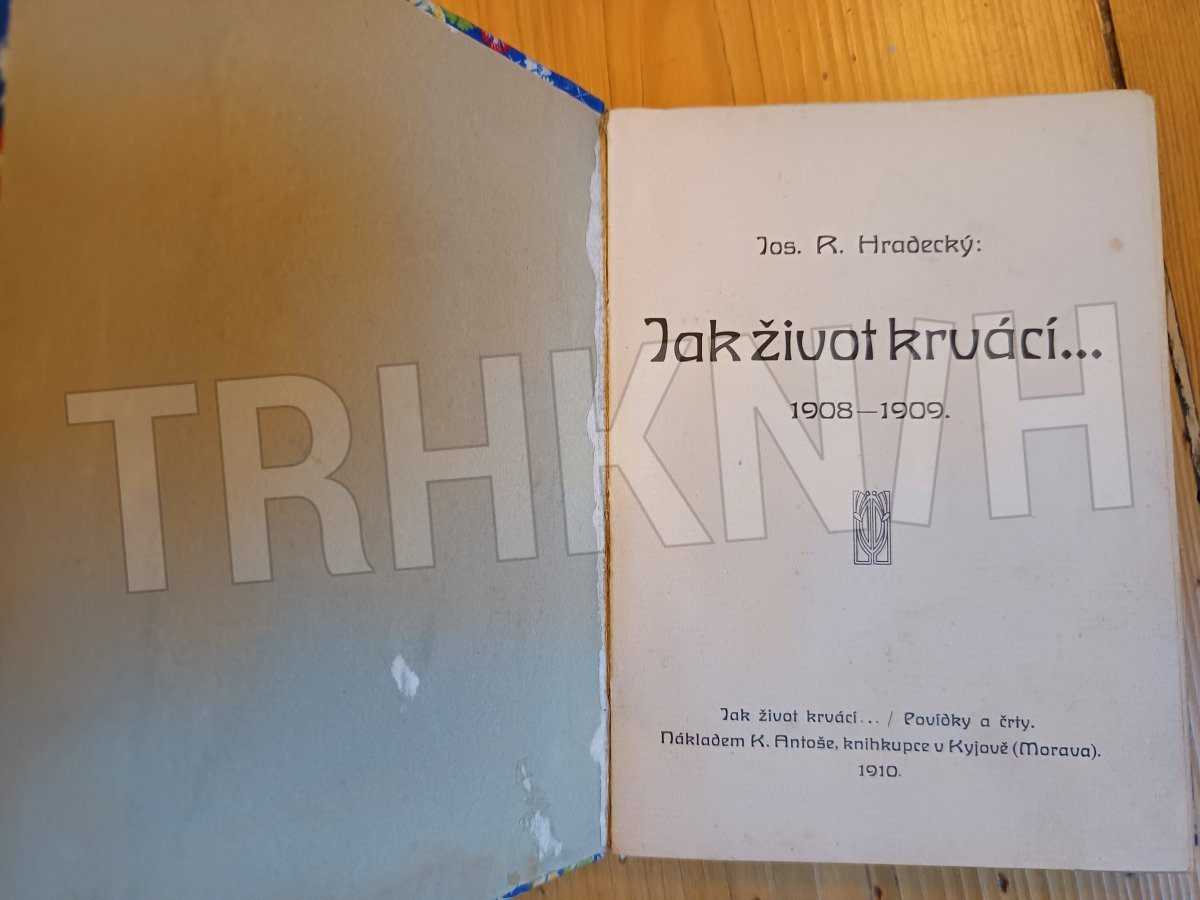 Jos. R. Hradecký:
Jak život krvácí...
1908—1909.
Jak život krvácí... / Povídky a črty.
Nákladem K. Antoše, knihkupce v Kyjově (Morava).
1910.
TRHKNIH